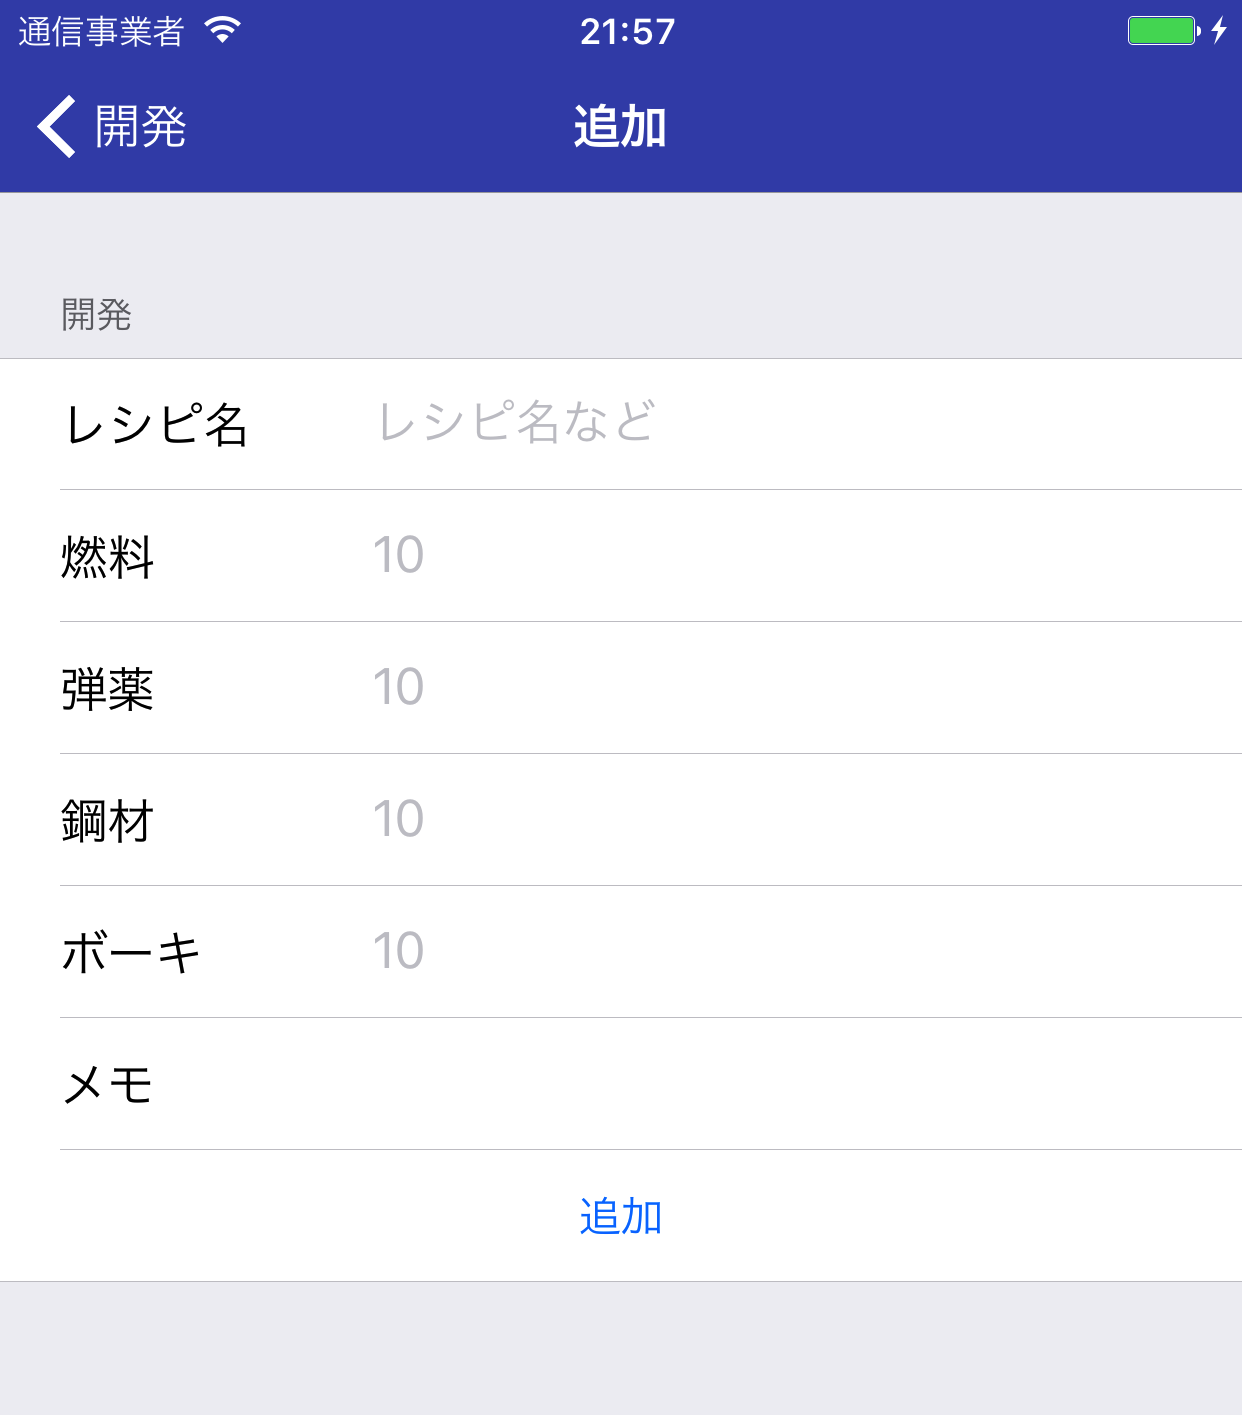 通信事業者 21:57
開発 追加
開発
レシピ名 レシピ名など
燃料 10
弾薬 10
鋼材 10
ボーキ 10
メモ
追加